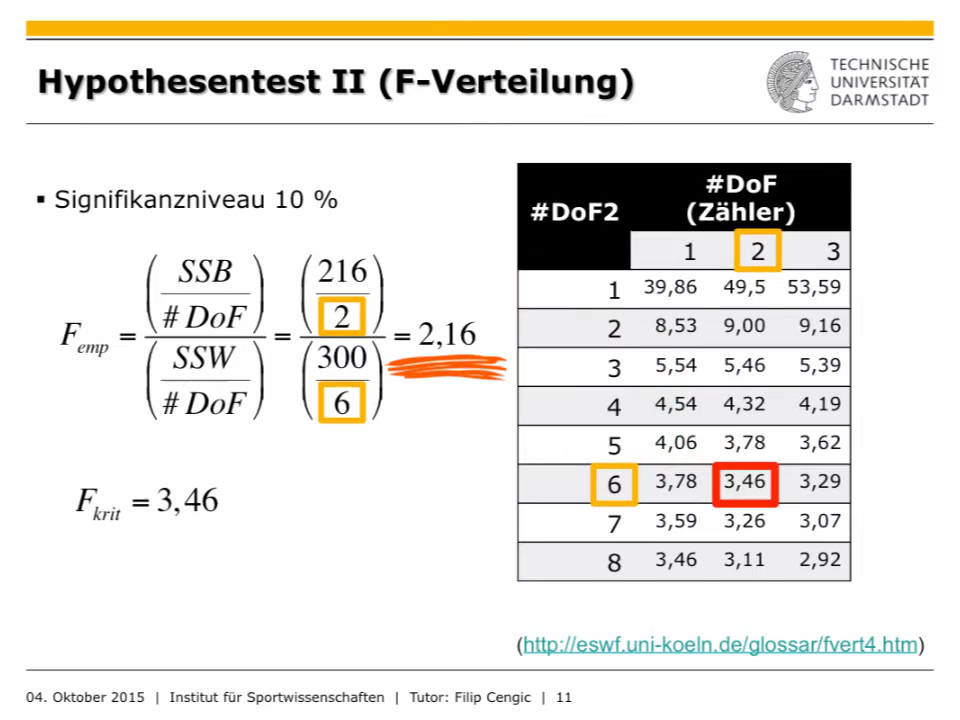 Hypothesentest II (F-Verteilung)
TECHNISCHE
UNIVERSITÄT
DARMSTADT
▪ Signifikanzniveau 10 %
F_emp = (SSB / # DoF) / (SSW / # DoF) = (216 / 2) / (300 / 6) = 2,16
F_krit = 3,46
#DoF2 #DoF
(Zähler)
1 2 3
1 39,86 49,5 53,59
2 8,53 9,00 9,16
3 5,54 5,46 5,39
4 4,54 4,32 4,19
5 4,06 3,78 3,62
6 3,78 3,46 3,29
7 3,59 3,26 3,07
8 3,46 3,11 2,92
(http://eswf.uni-koeln.de/glossar/fvert4.htm)
04. Oktober 2015 | Institut für Sportwissenschaften | Tutor: Filip Cengic | 11